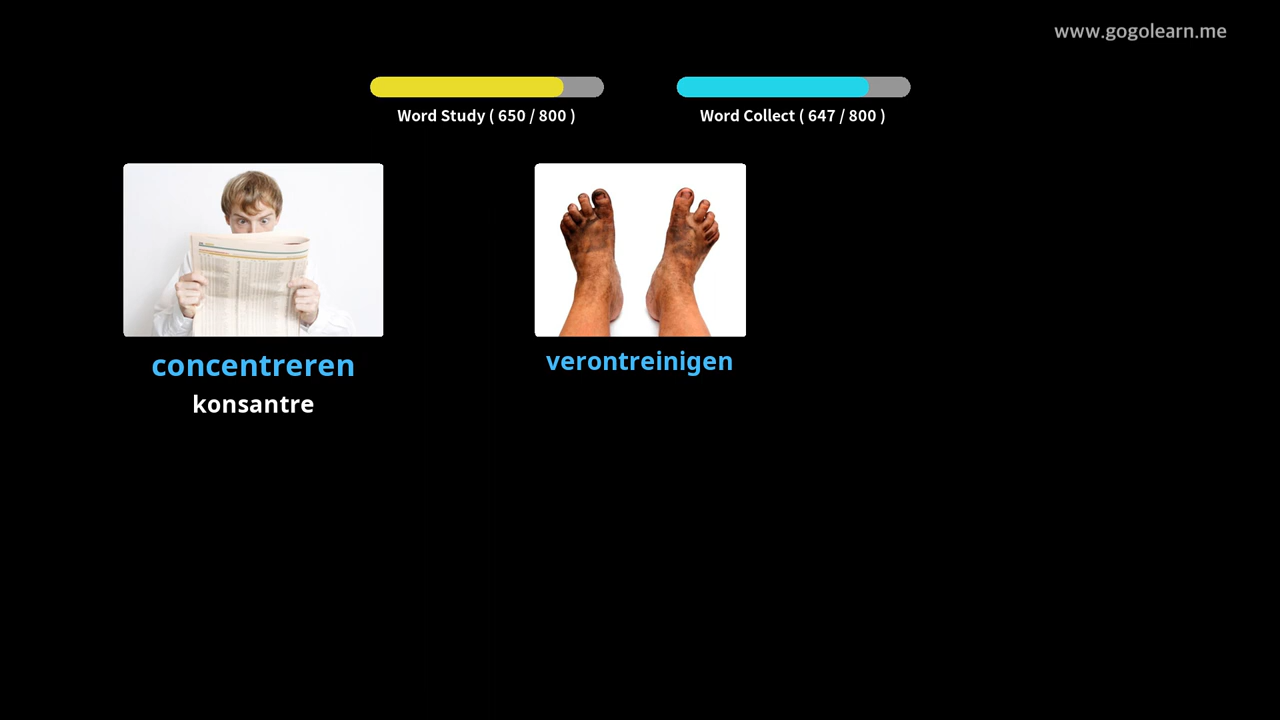 www.gogolearn.me
Word Study ( 650 / 800 )
Word Collect ( 647 / 800 )
concentreren
konsantre
verontreinigen